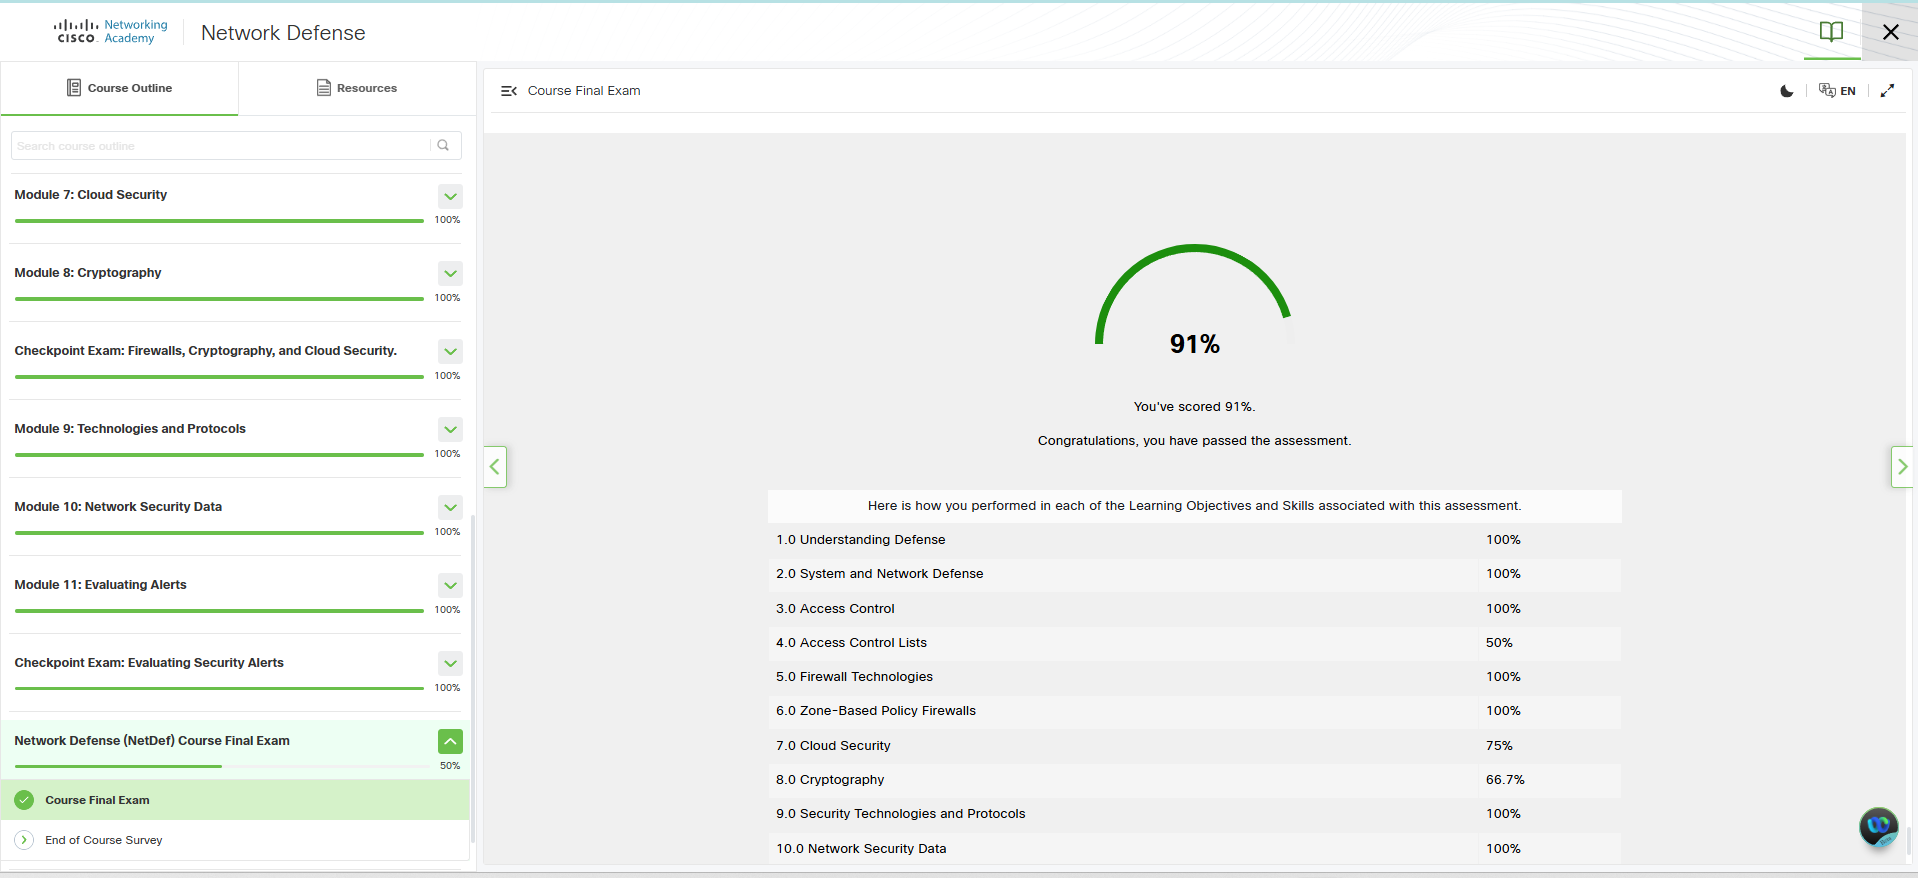 Networking
CISCO Academy
Network Defense
Course Outline
Resources
Search course outline
Module 7: Cloud Security
100%
Module 8: Cryptography
100%
Checkpoint Exam: Firewalls, Cryptography, and Cloud Security.
100%
Module 9: Technologies and Protocols
100%
Module 10: Network Security Data
100%
Module 11: Evaluating Alerts
100%
Checkpoint Exam: Evaluating Security Alerts
100%
Network Defense (NetDef) Course Final Exam
50%
Course Final Exam
End of Course Survey
Course Final Exam
EN
91%
You've scored 91%.
Congratulations, you have passed the assessment.
Here is how you performed in each of the Learning Objectives and Skills associated with this assessment.
1.0 Understanding Defense 100%
2.0 System and Network Defense 100%
3.0 Access Control 100%
4.0 Access Control Lists 50%
5.0 Firewall Technologies 100%
6.0 Zone-Based Policy Firewalls 100%
7.0 Cloud Security 75%
8.0 Cryptography 66.7%
9.0 Security Technologies and Protocols 100%
10.0 Network Security Data 100%